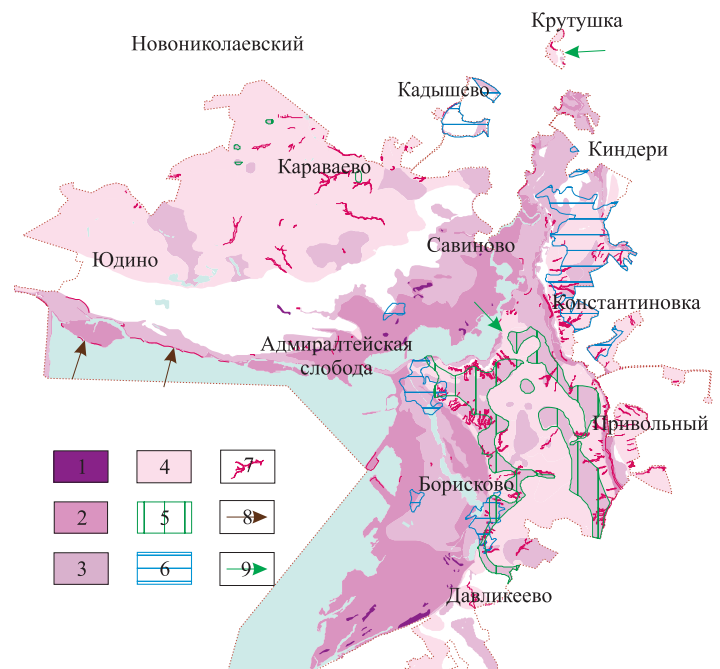 Крутушка
Новониколаевский
Кадышево
Киндери
Караваево
Савиново
Юдино
Константиновка
Адмиралтейская
слобода
Привольный
Борисково
Давликеево
1
4
7
2
5
8
3
6
9